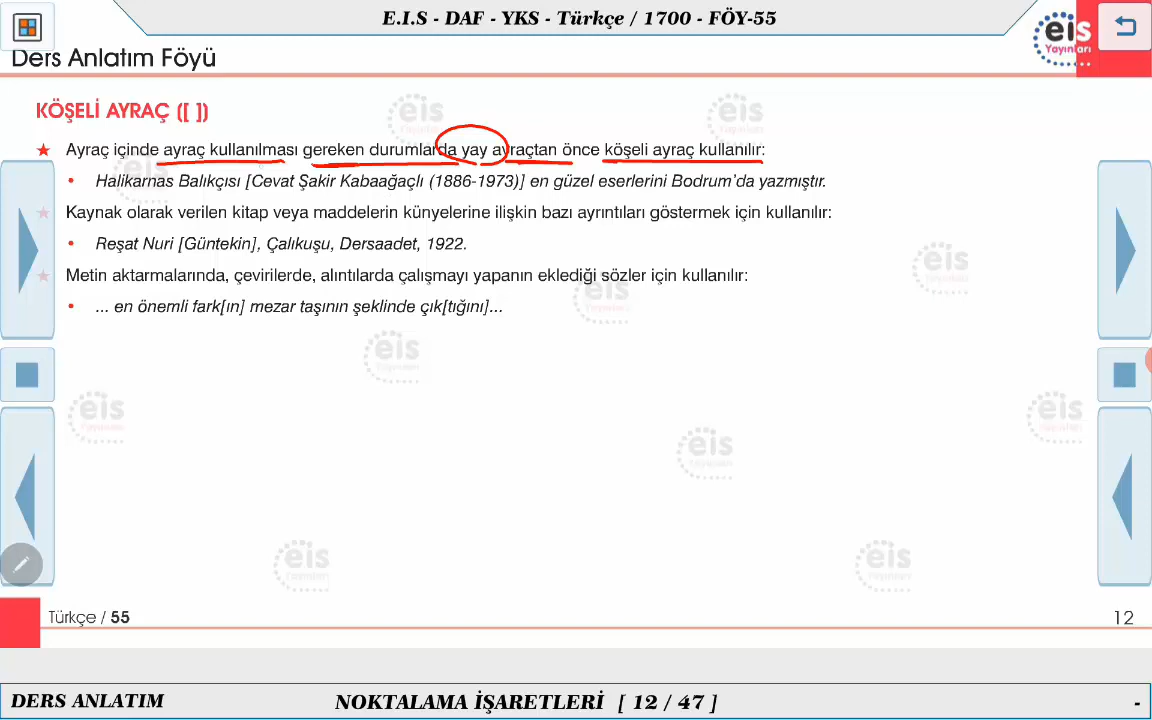 E.I.S - DAF - YKS - Türkçe / 1700 - FÖY-55
eis
Yayınları
Ders Anlatım Föyü
KÖŞELİ AYRAÇ ([ ])
★ Ayraç içinde ayraç kullanılması gereken durumlarda yay ayraçtan önce köşeli ayraç kullanılır:
• Halikarnas Balıkçısı [Cevat Şakir Kabaağaçlı (1886-1973)] en güzel eserlerini Bodrum’da yazmıştır.
★ Kaynak olarak verilen kitap veya maddelerin künyelerine ilişkin bazı ayrıntıları göstermek için kullanılır:
• Reşat Nuri [Güntekin], Çalıkuşu, Dersaadet, 1922.
★ Metin aktarmalarında, çevirilerde, alıntılarda çalışmayı yapanın eklediği sözler için kullanılır:
• ... en önemli fark[ın] mezar taşının şeklinde çık[tığını]...
Türkçe / 55
12
DERS ANLATIM
NOKTALAMA İŞARETLERİ [ 12 / 47 ]
-